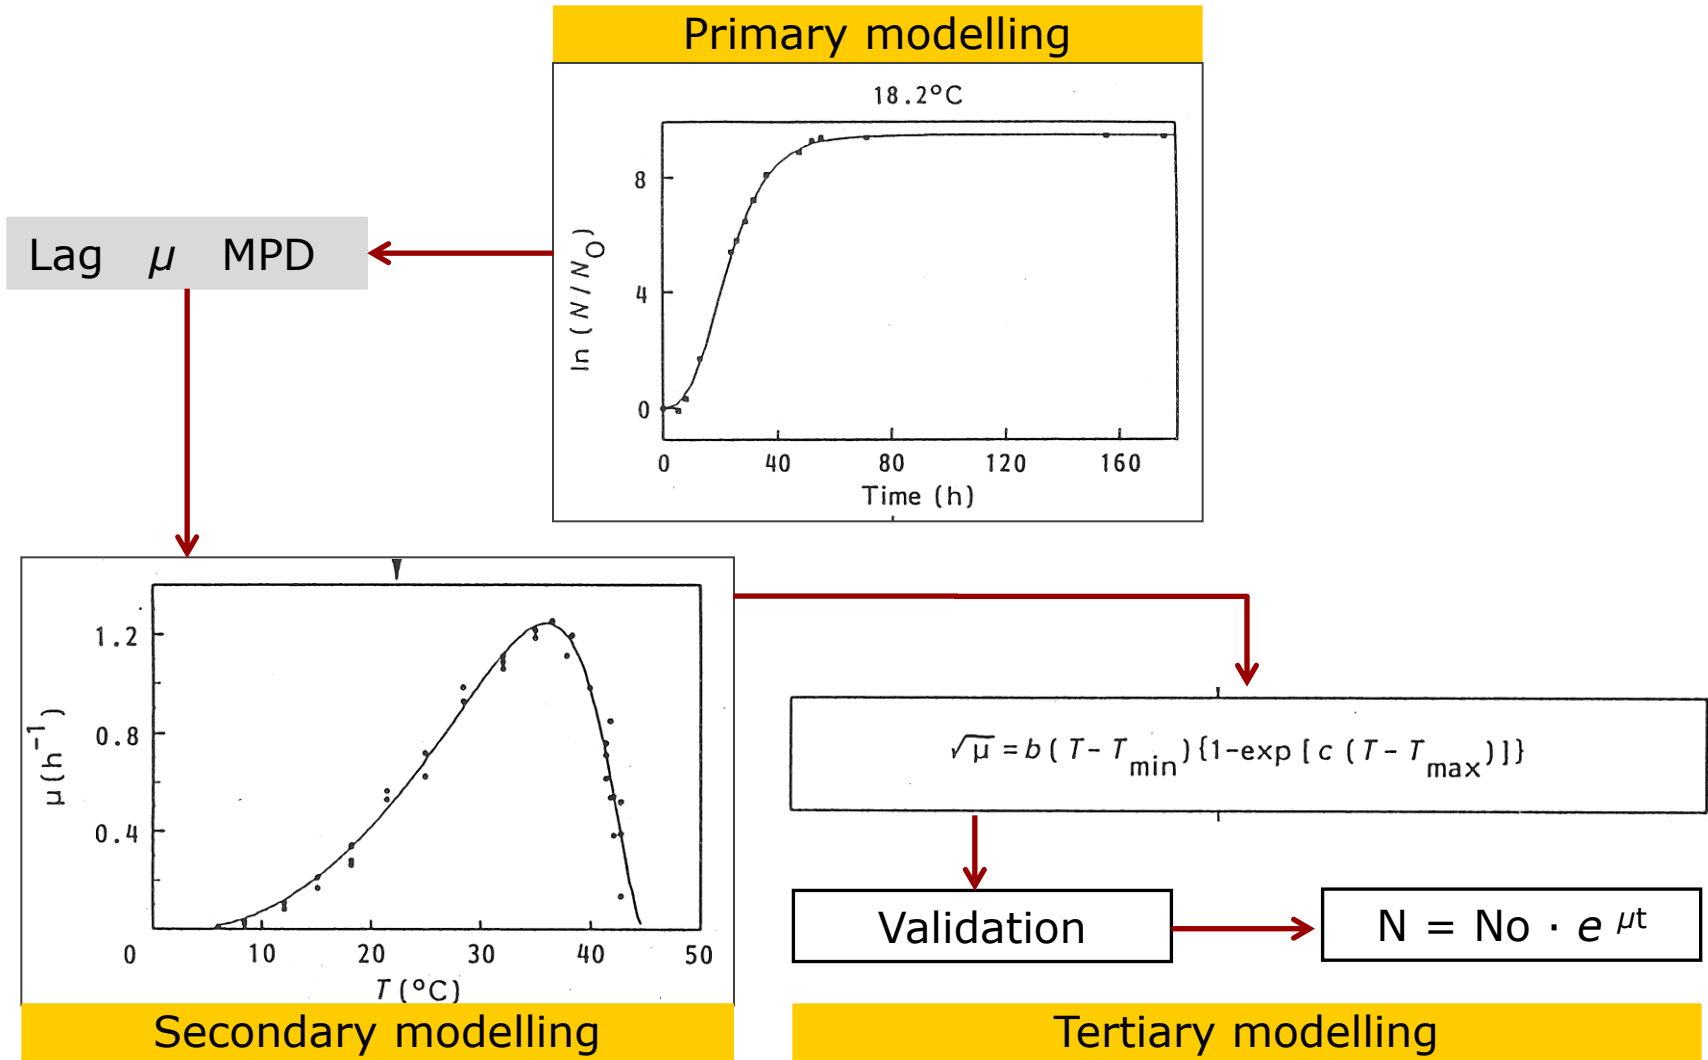 Primary modelling
18.2°C
8
4
0
ln (N/N0)
0 40 80 120 160
Time (h)
Lag μ MPD
1.2
0.8
0.4
μ (h⁻¹)
0 10 20 30 40 50
T (°C)
Secondary modelling
√μ = b (T - Tmin) {1-exp [c (T - Tmax)]}
Validation
N = No · e μt
Tertiary modelling